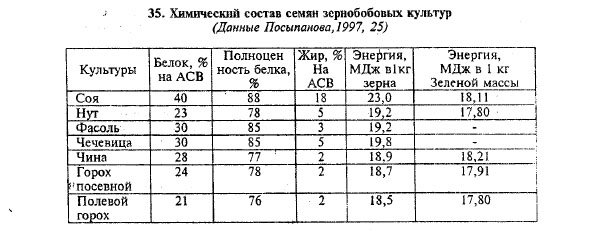 35. Химический состав семян зернобобовых культур
(Данные Посыпанова,1997, 25)
Культуры | Белок, % на АСВ | Полноцен ность белка, % | Жир, % На АСВ | Энергия, МДж в1кг зерна | Энергия, МДж в 1 кг Зеленой массы
Соя | 40 | 88 | 18 | 23,0 | 18,11
Нут | 23 | 78 | 5 | 19,2 | 17,80
Фасоль | 30 | 85 | 3 | 19,2 | -
Чечевица | 30 | 85 | 5 | 19,8 | -
Чина | 28 | 77 | 2 | 18,9 | 18,21
Горох посевной | 24 | 78 | 2 | 18,7 | 17,91
Полевой горох | 21 | 76 | 2 | 18,5 | 17,80